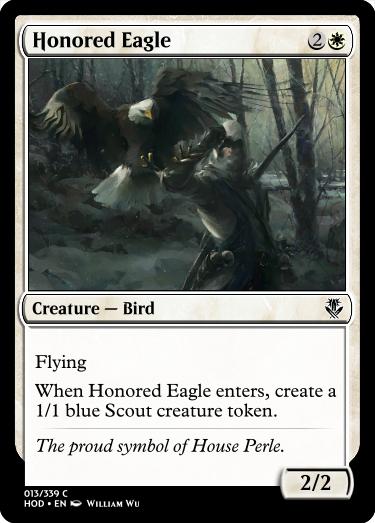 Honored Eagle 2
Creature — Bird
Flying
When Honored Eagle enters, create a
1/1 blue Scout creature token.
The proud symbol of House Perle.
2/2
013/339 C
HOD • EN William Wu